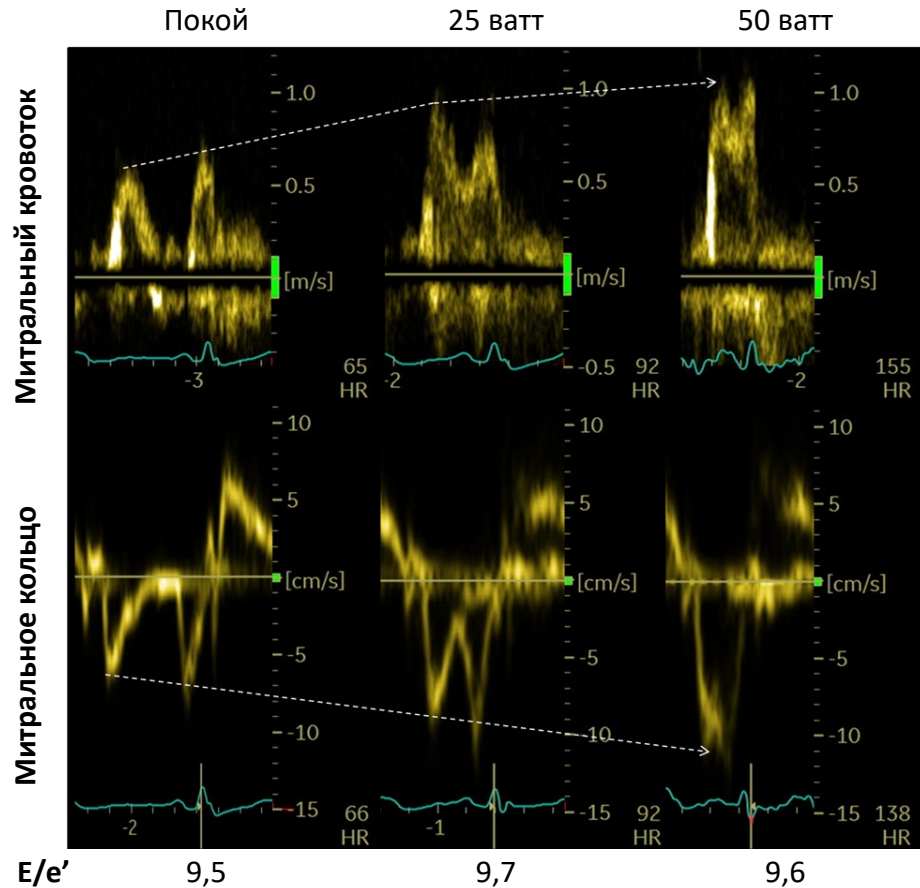 Покой 25 ватт 50 ватт
Митральный кровоток
1.0 1.0 1.0
0.5 0.5 0.5
[m/s] [m/s] [m/s]
-3 65 HR -2 -0.5 92 HR -2 155 HR
Митральное кольцо
10 10 10
5 5 5
[cm/s] [cm/s] [cm/s]
-5 -5 -5
-10 -10 -10
-15 -15 -15
-2 66 HR -1 92 HR 138 HR
E/e’ 9,5 9,7 9,6